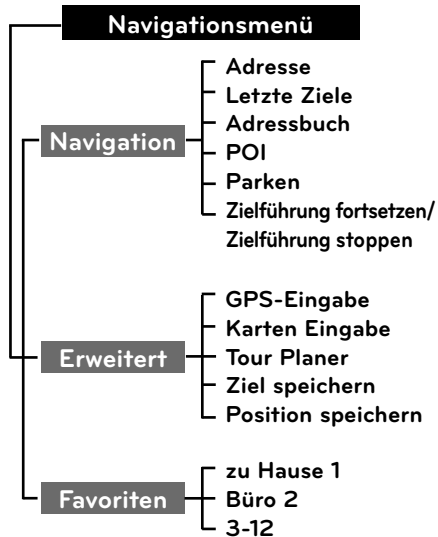 Navigationsmenü
Navigation
Adresse
Letzte Ziele
Adressbuch
POI
Parken
Zielführung fortsetzen/
Zielführung stoppen
Erweitert
GPS-Eingabe
Karten Eingabe
Tour Planer
Ziel speichern
Position speichern
Favoriten
zu Hause 1
Büro 2
3-12